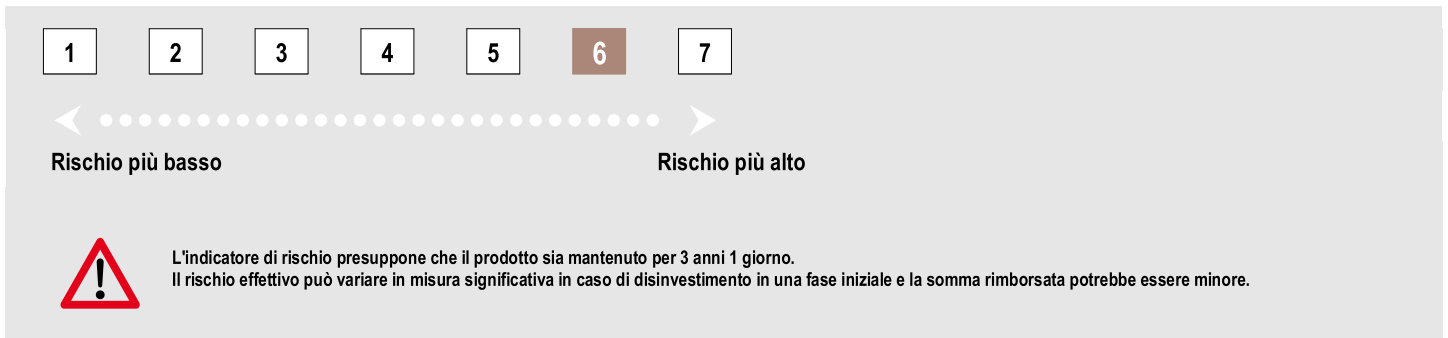 1 2 3 4 5 6 7
Rischio più basso Rischio più alto
L'indicatore di rischio presuppone che il prodotto sia mantenuto per 3 anni 1 giorno.
Il rischio effettivo può variare in misura significativa in caso di disinvestimento in una fase iniziale e la somma rimborsata potrebbe essere minore.